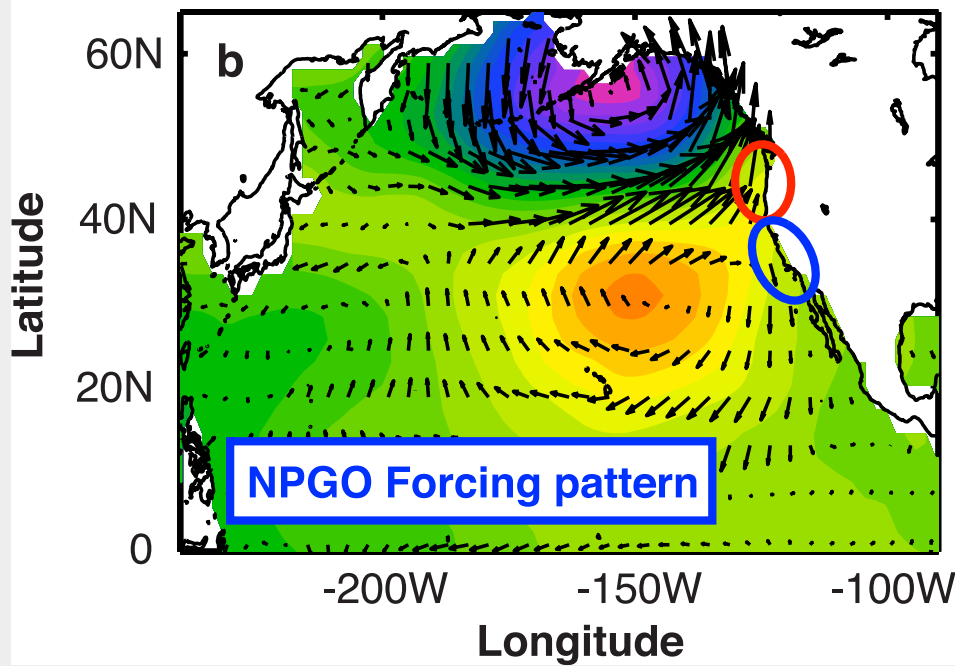 60N
b
40N
20N
0
Latitude
NPGO Forcing pattern
-200W
-150W
-100W
Longitude